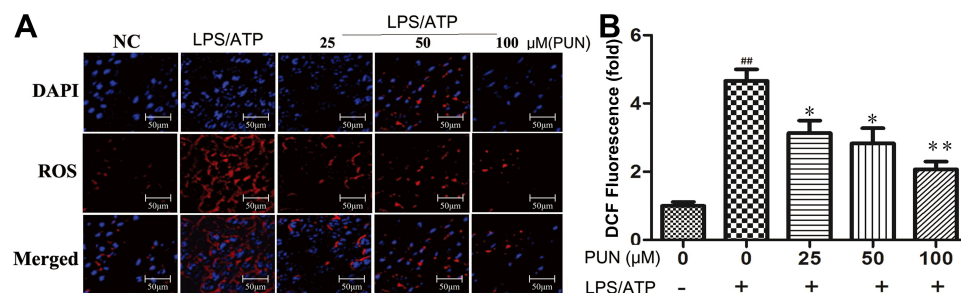 A
LPS/ATP
NC LPS/ATP 25 50 100 μM(PUN)
DAPI 50μm 50μm 50μm 50μm 50μm
ROS 50μm 50μm 50μm 50μm 50μm
Merged 50μm 50μm 50μm 50μm 50μm
B
DCF Fluorescence (fold)
8
6
4
2
0
##
*
*
**
PUN (μM) 0 0 25 50 100
LPS/ATP - + + + +